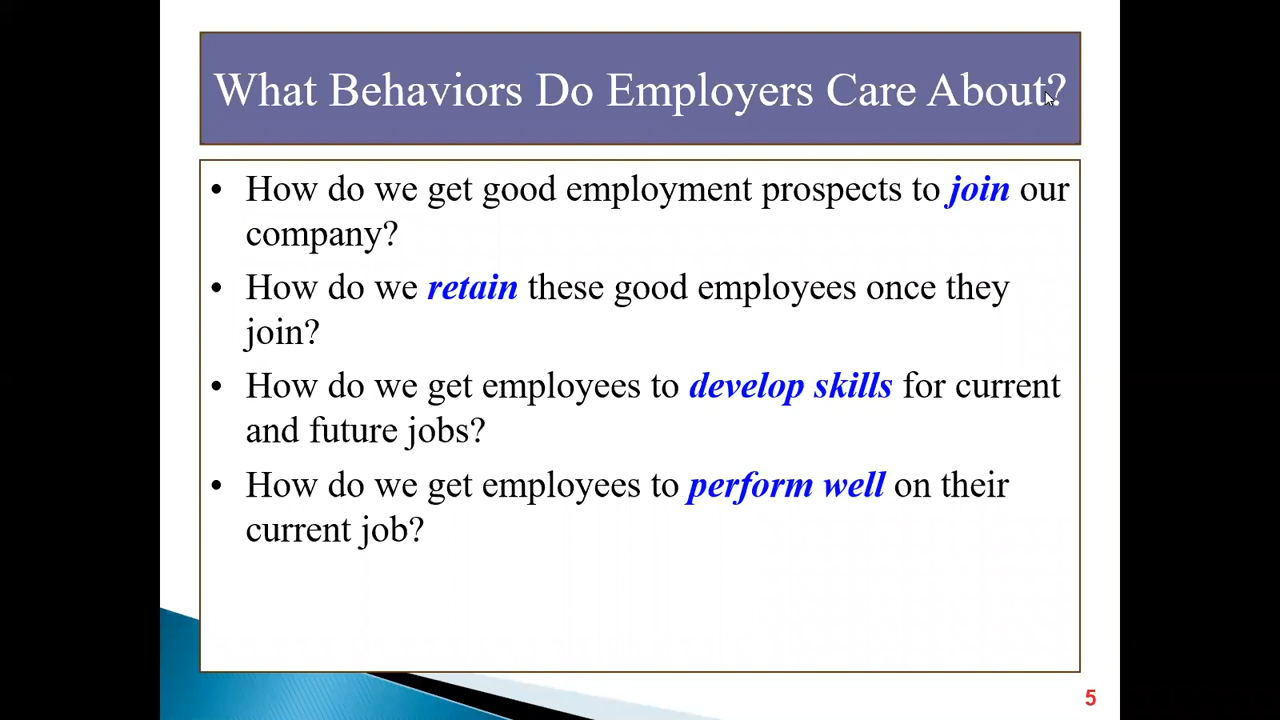 What Behaviors Do Employers Care About?
• How do we get good employment prospects to join our
company?
• How do we retain these good employees once they
join?
• How do we get employees to develop skills for current
and future jobs?
• How do we get employees to perform well on their
current job?
5